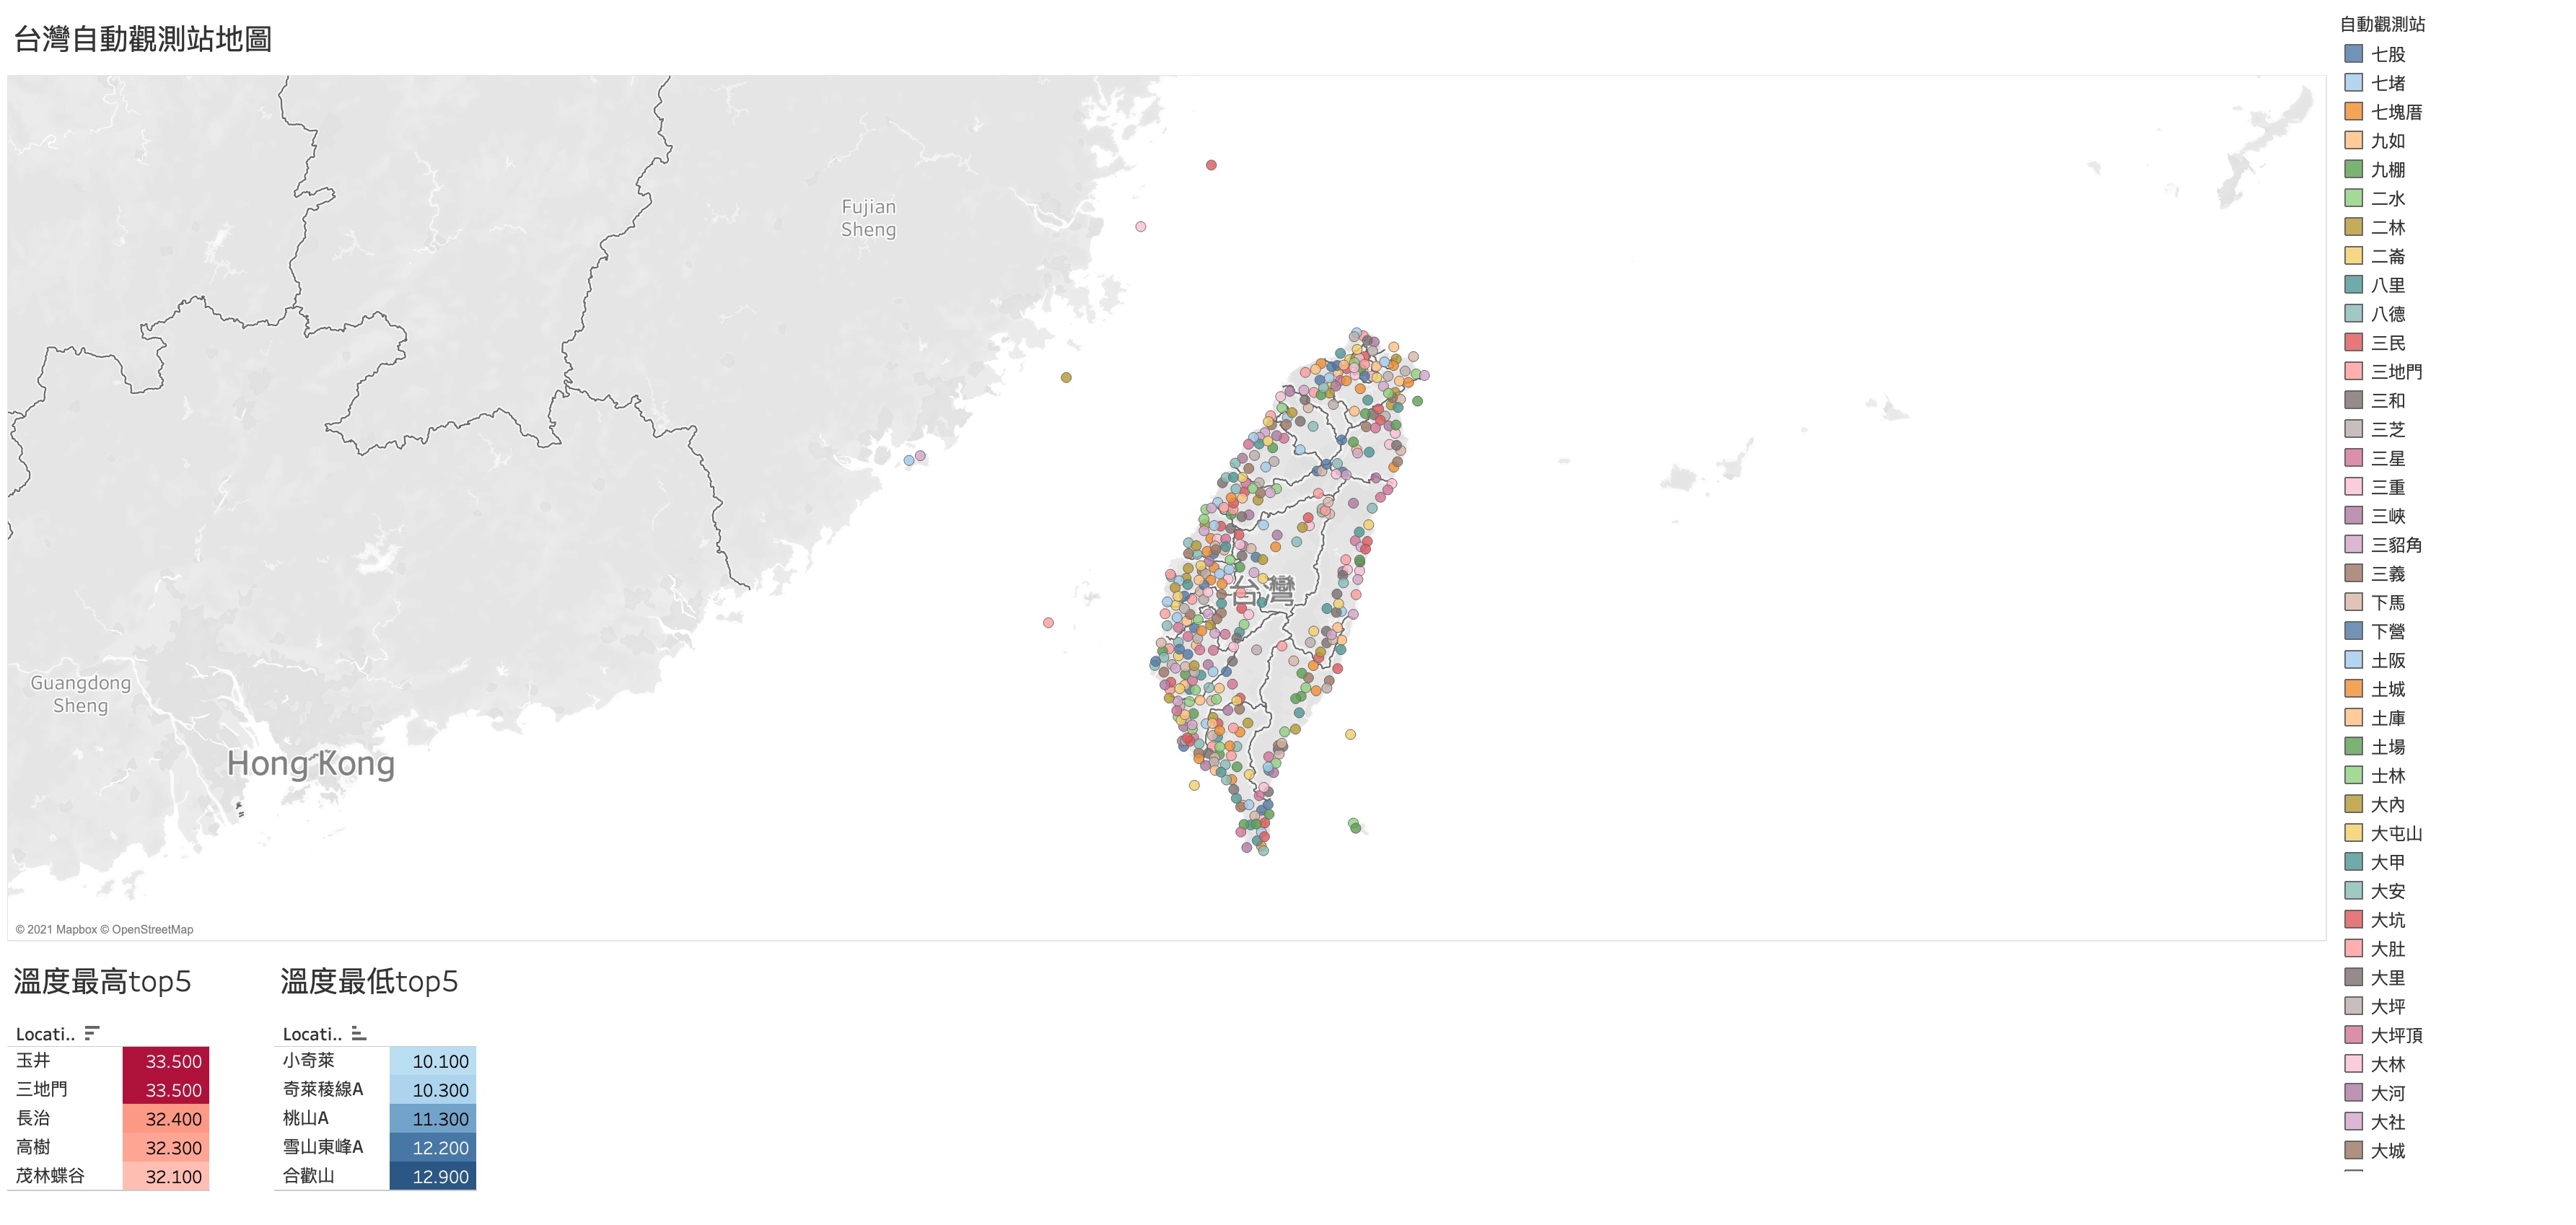 台灣自動觀測站地圖
Fujian
Sheng
台灣
Guangdong
Sheng
Hong Kong
© 2021 Mapbox © OpenStreetMap
溫度最高top5
Locati..
玉井 33.500
三地門 33.500
長治 32.400
高樹 32.300
茂林蝶谷 32.100
溫度最低top5
Locati..
小奇萊 10.100
奇萊稜線A 10.300
桃山A 11.300
雪山東峰A 12.200
合歡山 12.900
自動觀測站
七股
七堵
七塊厝
九如
九棚
二水
二林
二崙
八里
八德
三民
三地門
三和
三芝
三星
三重
三峽
三貂角
三義
下馬
下營
土阪
土城
土庫
土場
士林
大內
大屯山
大甲
大安
大坑
大肚
大里
大坪
大坪頂
大林
大河
大社
大城